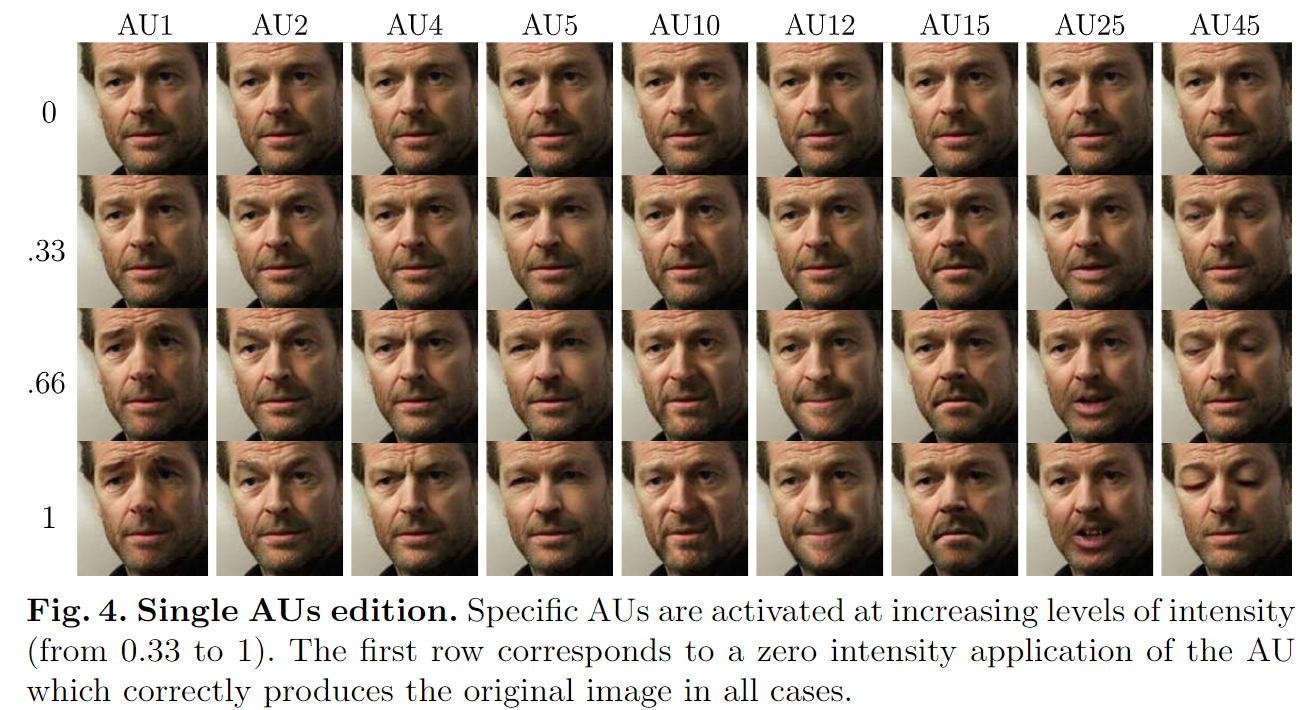 AU1 AU2 AU4 AU5 AU10 AU12 AU15 AU25 AU45
0
.33
.66
1
Fig. 4. Single AUs edition. Specific AUs are activated at increasing levels of intensity
(from 0.33 to 1). The first row corresponds to a zero intensity application of the AU
which correctly produces the original image in all cases.